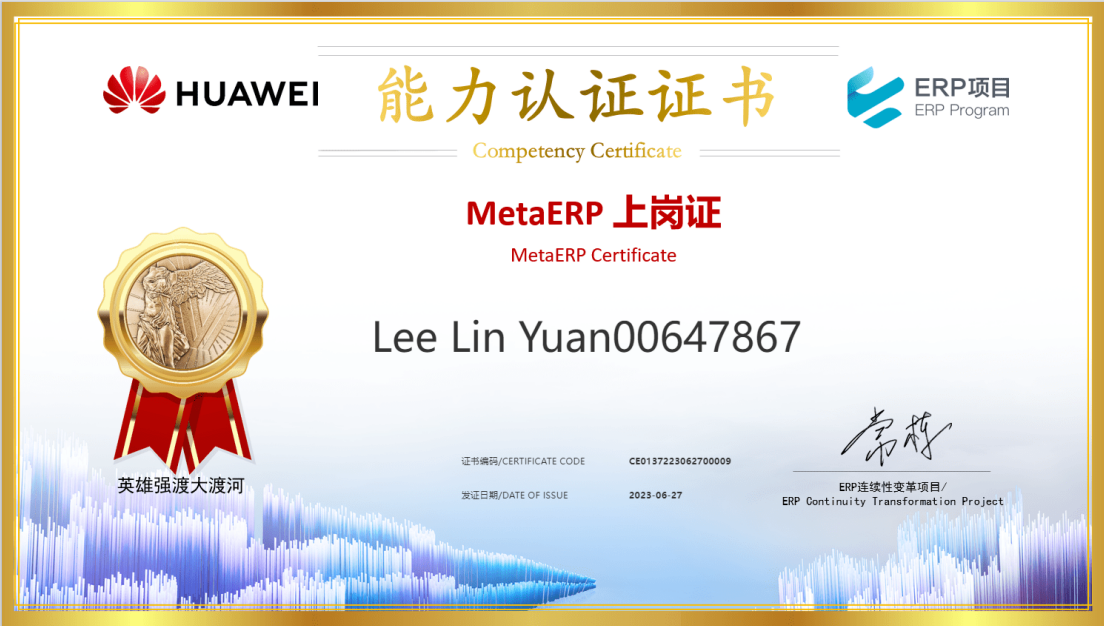 HUAWEI
能力认证证书
ERP项目
ERP Program
Competency Certificate
MetaERP 上岗证
MetaERP Certificate
Lee Lin Yuan00647867
英雄强渡大渡河
证书编码/CERTIFICATE CODE CE0137223062700009
发证日期/DATE OF ISSUE 2023-06-27
常栋
ERP连续性变革项目/
ERP Continuity Transformation Project